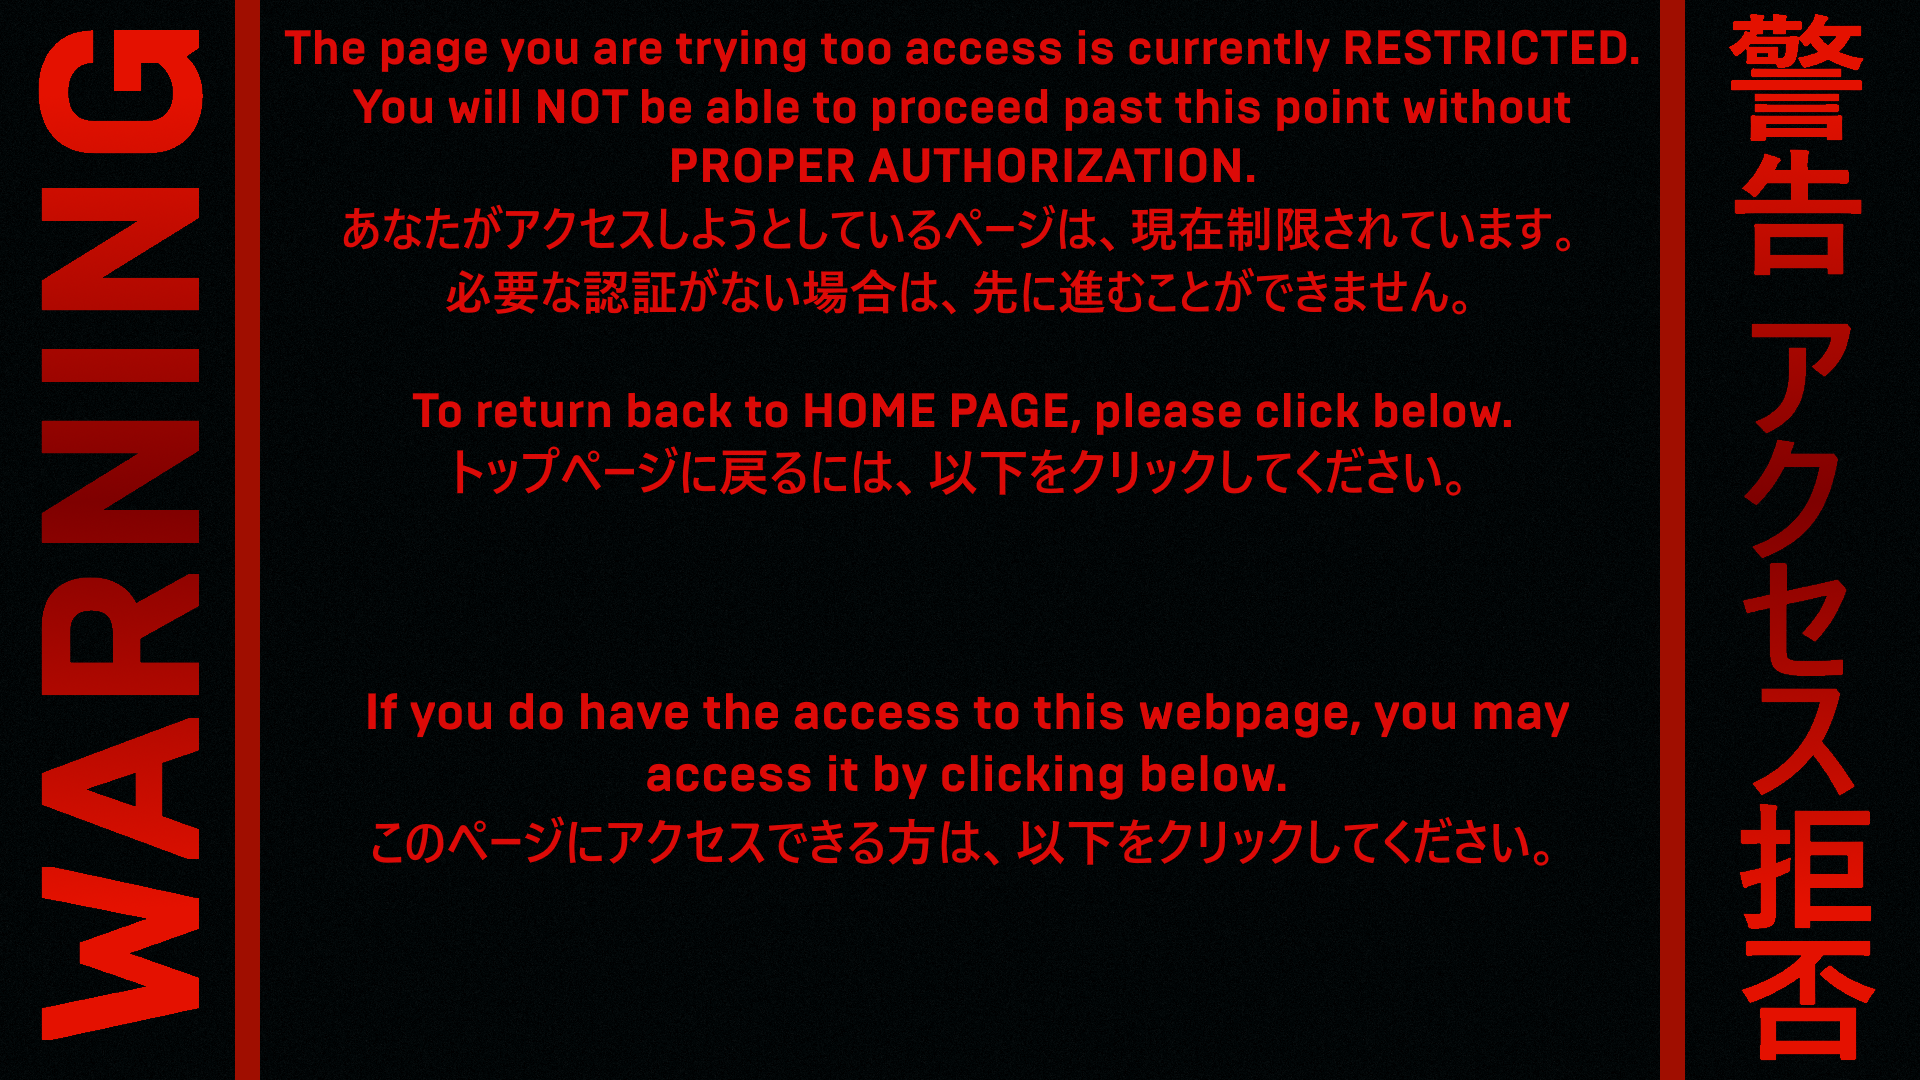 WARNING
The page you are trying too access is currently RESTRICTED.
You will NOT be able to proceed past this point without
PROPER AUTHORIZATION.
あなたがアクセスしようとしているページは、現在制限されています。
必要な認証がない場合は、先に進むことができません。
To return back to HOME PAGE, please click below.
トップページに戻るには、以下をクリックしてください。
If you do have the access to this webpage, you may
access it by clicking below.
このページにアクセスできる方は、以下をクリックしてください。
警告 アクセス拒否